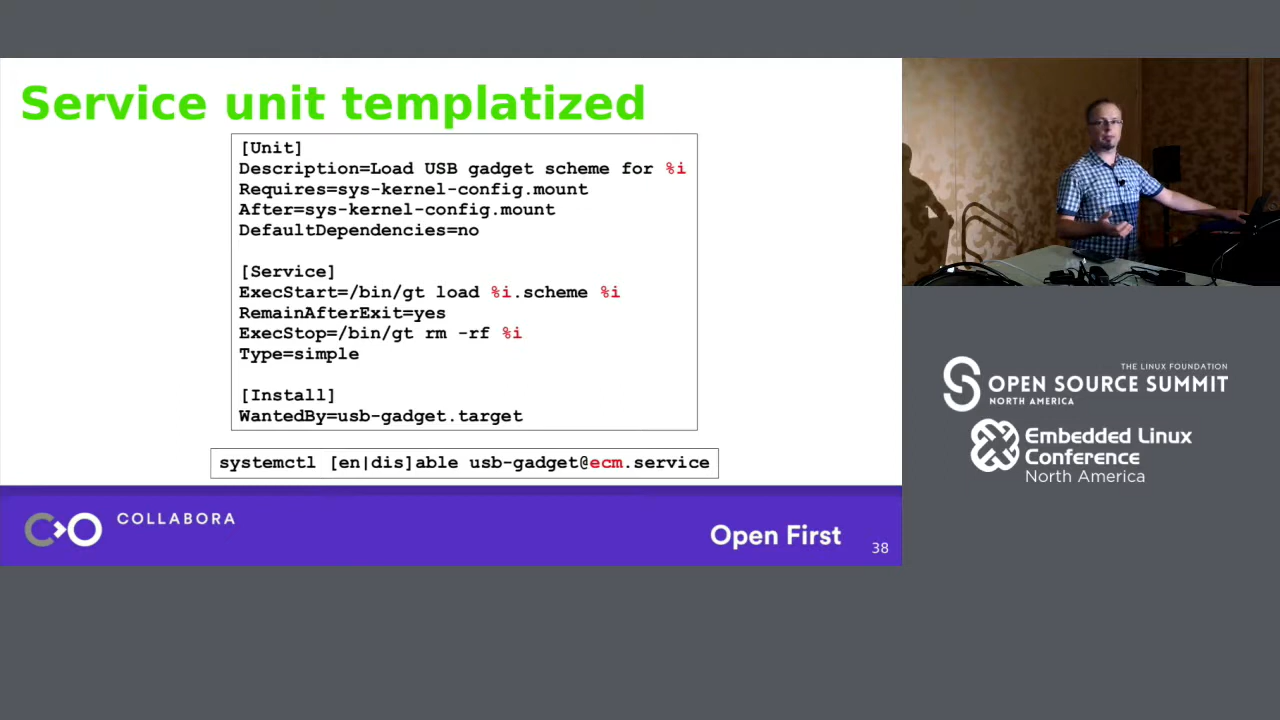 Service unit templatized
[Unit]
Description=Load USB gadget scheme for %i
Requires=sys-kernel-config.mount
After=sys-kernel-config.mount
DefaultDependencies=no
[Service]
ExecStart=/bin/gt load %i.scheme %i
RemainAfterExit=yes
ExecStop=/bin/gt rm -rf %i
Type=simple
[Install]
WantedBy=usb-gadget.target
systemctl [en|dis]able usb-gadget@ecm.service
COLLABORA
Open First
38
THE LINUX FOUNDATION
OPEN SOURCE SUMMIT
NORTH AMERICA
Embedded Linux
Conference
North America